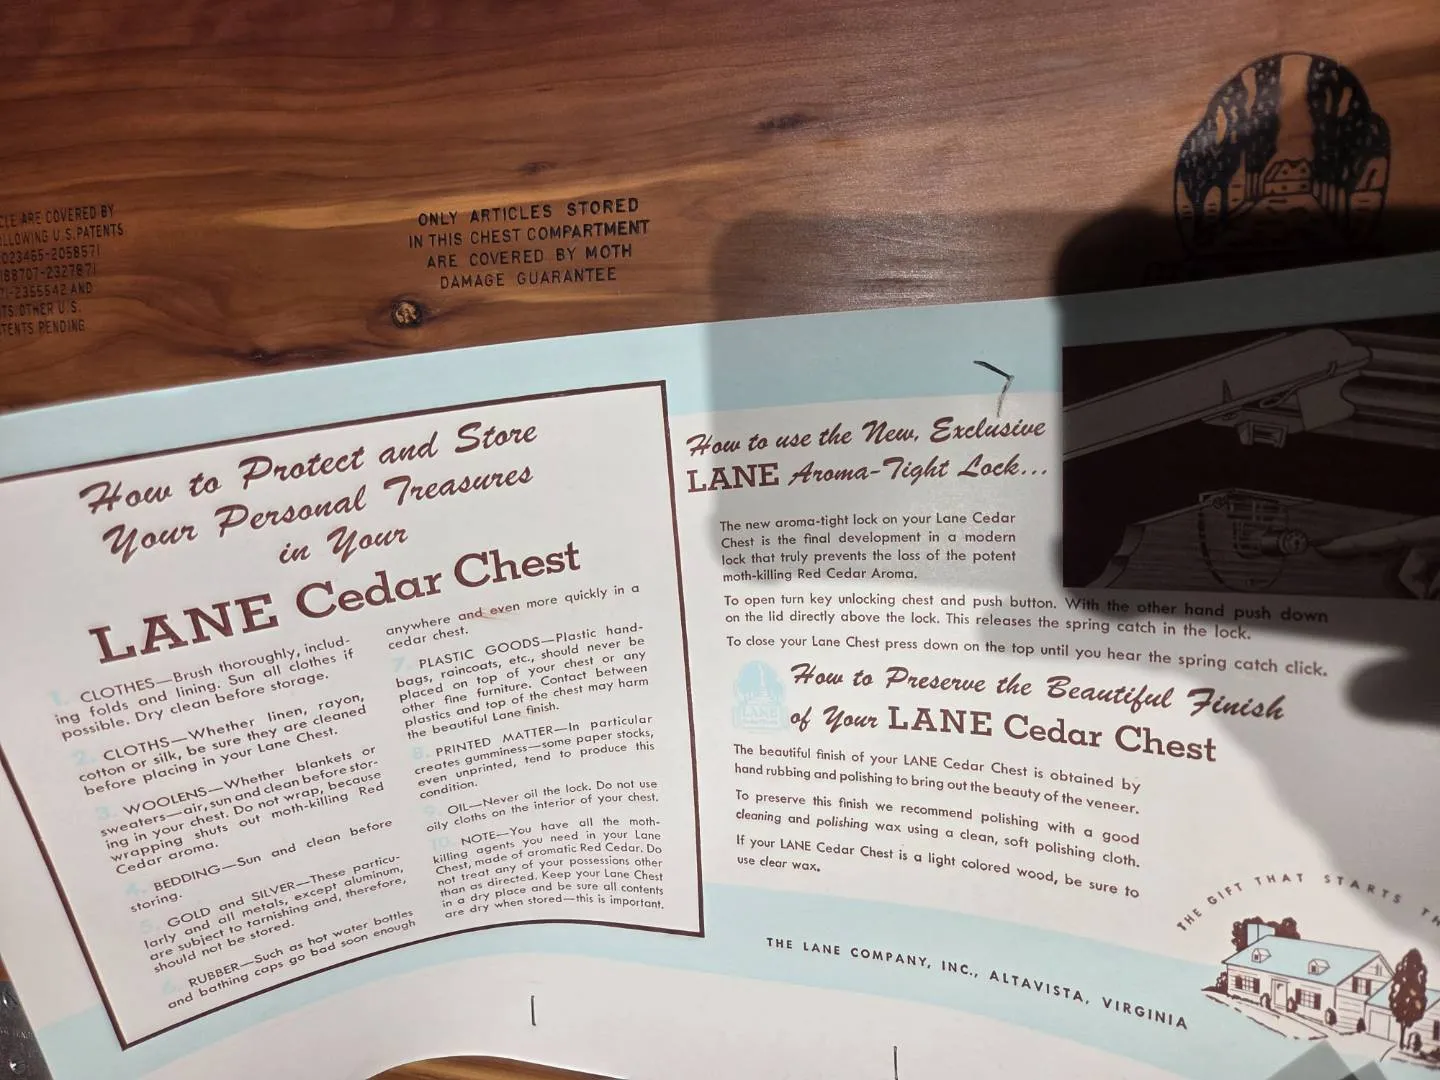 CLE ARE COVERED BY
LLOWING U.S. PATENTS
023465-2058571
188707-2327871
71-2355542 AND
TS. OTHER U.S.
TENTS PENDING
ONLY ARTICLES STORED
IN THIS CHEST COMPARTMENT
ARE COVERED BY MOTH
DAMAGE GUARANTEE
How to Protect and Store
Your Personal Treasures
in Your
LANE Cedar Chest
1. CLOTHES—Brush thoroughly, includ-
ing folds and lining. Sun all clothes if
possible. Dry clean before storage.
2. CLOTHS—Whether linen, rayon,
cotton or silk, be sure they are cleaned
before placing in your Lane Chest.
3. WOOLENS—Whether blankets or
sweaters—air, sun and clean before stor-
ing in your chest. Do not wrap, because
wrapping shuts out moth-killing Red
Cedar aroma.
4. BEDDING—Sun and clean before
storing.
5. GOLD and SILVER—These particu-
larly and all metals, except aluminum,
are subject to tarnishing and, therefore,
should not be stored.
6. RUBBER—Such as hot water bottles
and bathing caps go bad soon enough
anywhere and even more quickly in a
cedar chest.
7. PLASTIC GOODS—Plastic hand-
bags, raincoats, etc., should never be
placed on top of your chest or any
other fine furniture. Contact between
plastics and top of the chest may harm
the beautiful Lane finish.
8. PRINTED MATTER—In particular
creates gumminess—some paper stocks,
even unprinted, tend to produce this
condition.
9. OIL—Never oil the lock. Do not use
oily cloths on the interior of your chest.
10. NOTE—You have all the moth-
killing agents you need in your Lane
Chest, made of aromatic Red Cedar. Do
not treat any of your possessions other
than as directed. Keep your Lane Chest
in a dry place and be sure all contents
are dry when stored—this is important.
How to use the New, Exclusive
LANE Aroma-Tight Lock...
The new aroma-tight lock on your Lane Cedar
Chest is the final development in a modern
lock that truly prevents the loss of the potent
moth-killing Red Cedar Aroma.
To open turn key unlocking chest and push button. With the other hand push down
on the lid directly above the lock. This releases the spring catch in the lock.
To close your Lane Chest press down on the top until you hear the spring catch click.
LANE
How to Preserve the Beautiful Finish
of Your LANE Cedar Chest
The beautiful finish of your LANE Cedar Chest is obtained by
hand rubbing and polishing to bring out the beauty of the veneer.
To preserve this finish we recommend polishing with a good
cleaning and polishing wax using a clean, soft polishing cloth.
If your LANE Cedar Chest is a light colored wood, be sure to
use clear wax.
THE GIFT THAT STARTS TH
THE LANE COMPANY, INC., ALTAVISTA, VIRGINIA